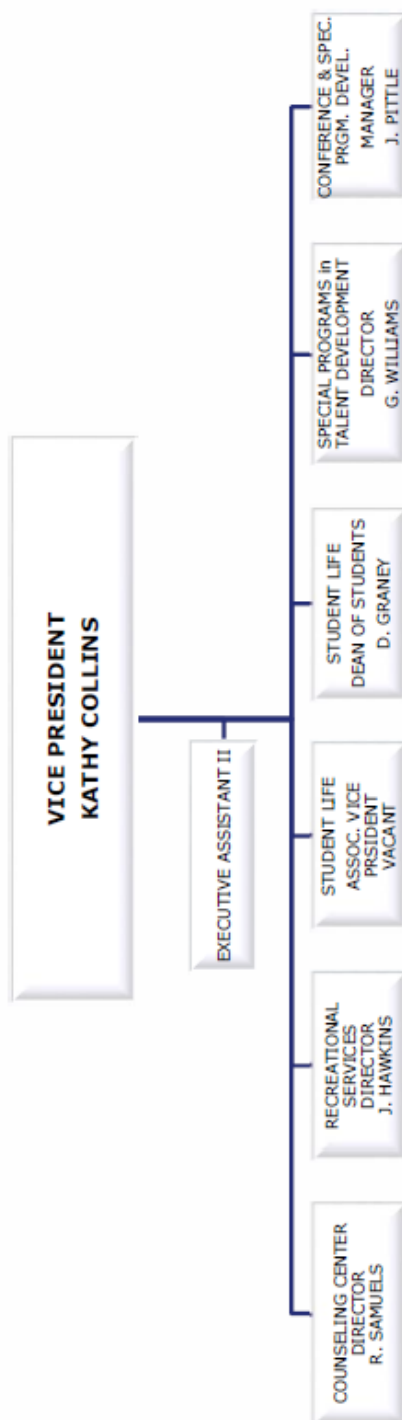 VICE PRESIDENT
KATHY COLLINS
EXECUTIVE ASSISTANT II
COUNSELING CENTER
DIRECTOR
R. SAMUELS
RECREATIONAL
SERVICES
DIRECTOR
J. HAWKINS
STUDENT LIFE
ASSOC. VICE
PRSIDENT
VACANT
STUDENT LIFE
DEAN OF STUDENTS
D. GRANEY
SPECIAL PROGRAMS in
TALENT DEVELOPMENT
DIRECTOR
G. WILLIAMS
CONFERENCE & SPEC.
PRGM. DEVEL.
MANAGER
J. PITTLE